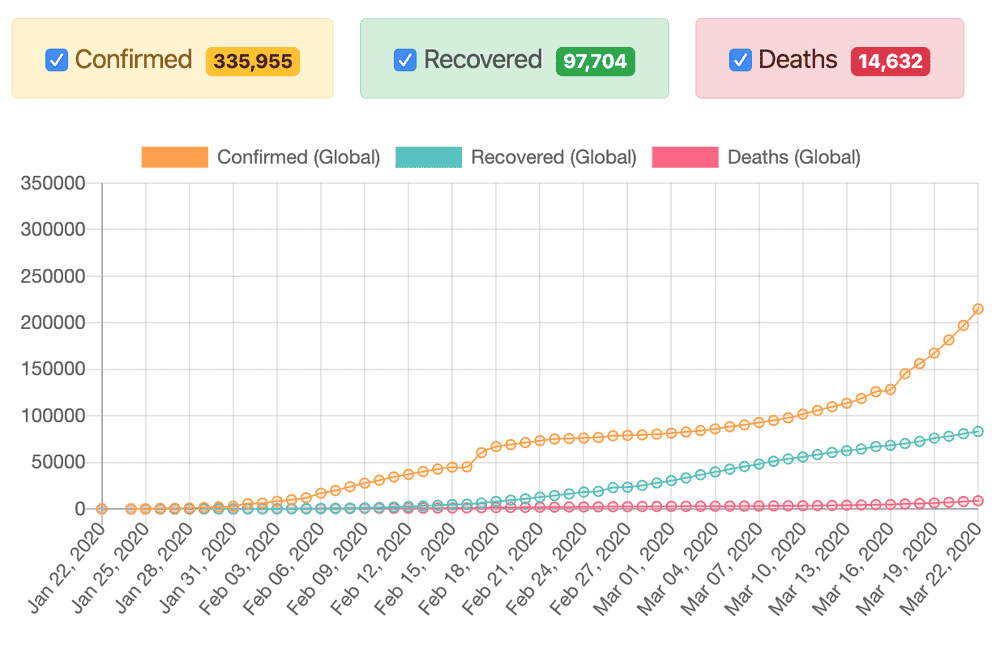 Confirmed 335,955 Recovered 97,704 Deaths 14,632
Confirmed (Global) Recovered (Global) Deaths (Global)
350000
300000
250000
200000
150000
100000
50000
0
Jan 22, 2020
Jan 25, 2020
Jan 28, 2020
Jan 31, 2020
Feb 03, 2020
Feb 06, 2020
Feb 09, 2020
Feb 12, 2020
Feb 15, 2020
Feb 18, 2020
Feb 21, 2020
Feb 24, 2020
Feb 27, 2020
Mar 01, 2020
Mar 04, 2020
Mar 07, 2020
Mar 10, 2020
Mar 13, 2020
Mar 16, 2020
Mar 19, 2020
Mar 22, 2020